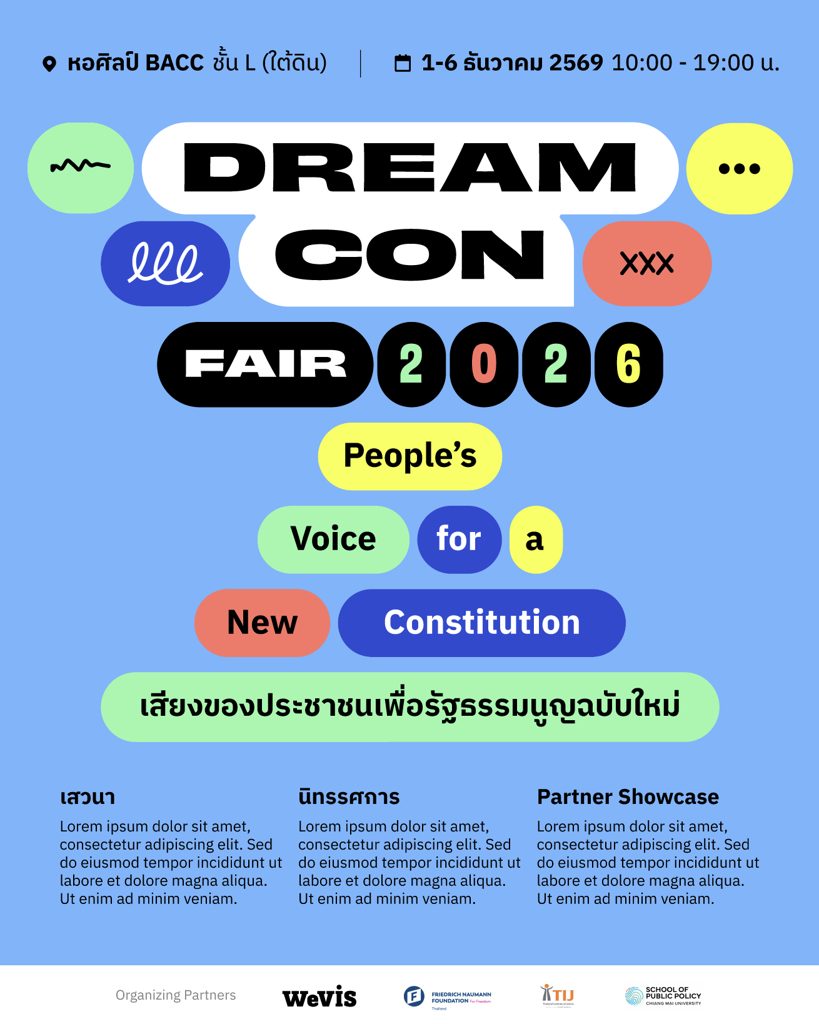 หอศิลป์ BACC ชั้น L (ใต้ดิน)
1-6 ธันวาคม 2569 10:00 - 19:00 น.
DREAM
CON
xxx
FAIR 2026
People's
Voice for a
New Constitution
เสียงของประชาชนเพื่อรัฐธรรมนูญฉบับใหม่
เสวนา
Lorem ipsum dolor sit amet,
consectetur adipiscing elit. Sed
do eiusmod tempor incididunt ut
labore et dolore magna aliqua.
Ut enim ad minim veniam.
นิทรรศการ
Lorem ipsum dolor sit amet,
consectetur adipiscing elit. Sed
do eiusmod tempor incididunt ut
labore et dolore magna aliqua.
Ut enim ad minim veniam.
Partner Showcase
Lorem ipsum dolor sit amet,
consectetur adipiscing elit. Sed
do eiusmod tempor incididunt ut
labore et dolore magna aliqua.
Ut enim ad minim veniam.
Organizing Partners
WeVIS
FRIEDRICH NAUMANN
FOUNDATION For Freedom.
Thailand
TIJ
SCHOOL OF
PUBLIC POLICY
CHIANG MAI UNIVERSITY